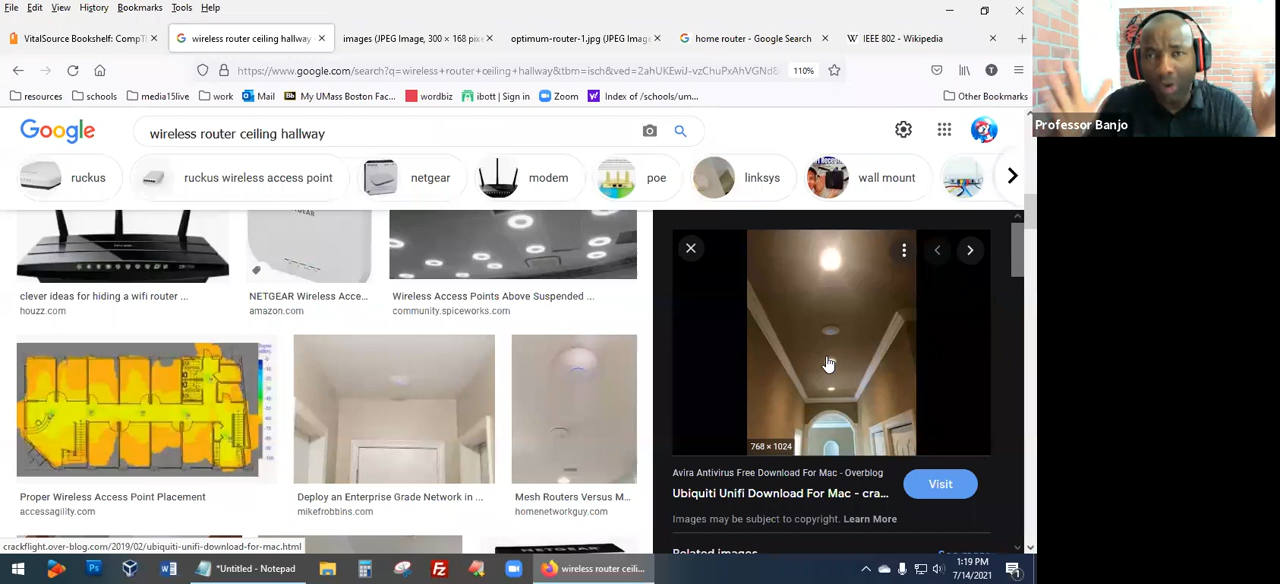 File Edit View History Bookmarks Tools Help
VitalSource Bookshelf: CompTi
wireless router ceiling hallway
images (JPEG Image, 300 × 168 pixe
optimum-router-1.jpg (JPEG Imag
home router - Google Search
IEEE 802 - Wikipedia
https://www.google.com/search?q=wireless+router+ceiling+hallway&tbm=isch&ved=2ahUKEwiJ-vzChuPxAhVGNd8
110%
resources
schools
media15live
work
Mail
My UMass Boston Fac...
wordbiz
ibott | Sign in
Zoom
Index of /schools/um...
Other Bookmarks
Professor Banjo
Google
wireless router ceiling hallway
ruckus
ruckus wireless access point
netgear
modem
poe
linksys
wall mount
clever ideas for hiding a wifi router ...
houzz.com
NETGEAR
NETGEAR Wireless Acce...
amazon.com
Wireless Access Points Above Suspended ...
community.spiceworks.com
768 × 1024
Proper Wireless Access Point Placement
accessagility.com
Deploy an Enterprise Grade Network in ...
mikefrobbins.com
Mesh Routers Versus M...
homenetworkguy.com
Avira Antivirus Free Download For Mac - Overblog
Ubiquiti Unifi Download For Mac - cra...
Visit
Images may be subject to copyright. Learn More
Related images
See more
NETGEAR
crackflight.over-blog.com/2019/02/ubiquiti-unifi-download-for-mac.html
*Untitled - Notepad
wireless router ceili...
1:19 PM
7/14/2021